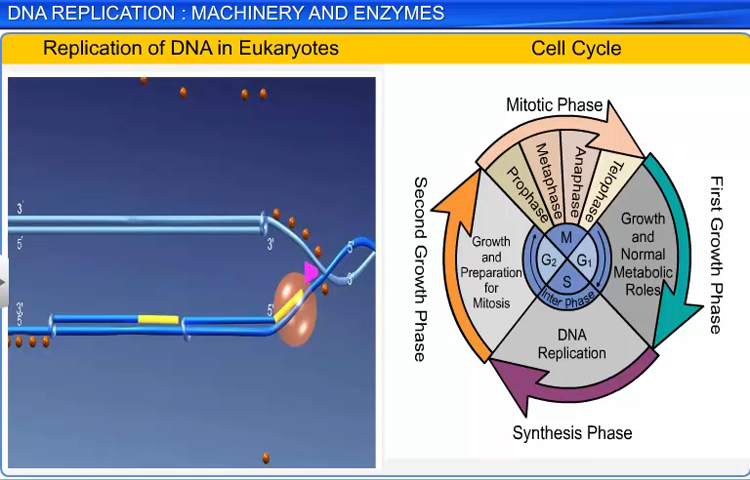 DNA REPLICATION : MACHINERY AND ENZYMES
Replication of DNA in Eukaryotes
Cell Cycle
3'
5'
3'
5'
3'
5'
Mitotic Phase
Prophase
Metaphase
Anaphase
Telophase
Second Growth Phase
First Growth Phase
Growth
and
Preparation
for
Mitosis
Growth
and
Normal
Metabolic
Roles
M
G2
G1
S
Inter phase
DNA
Replication
Synthesis Phase